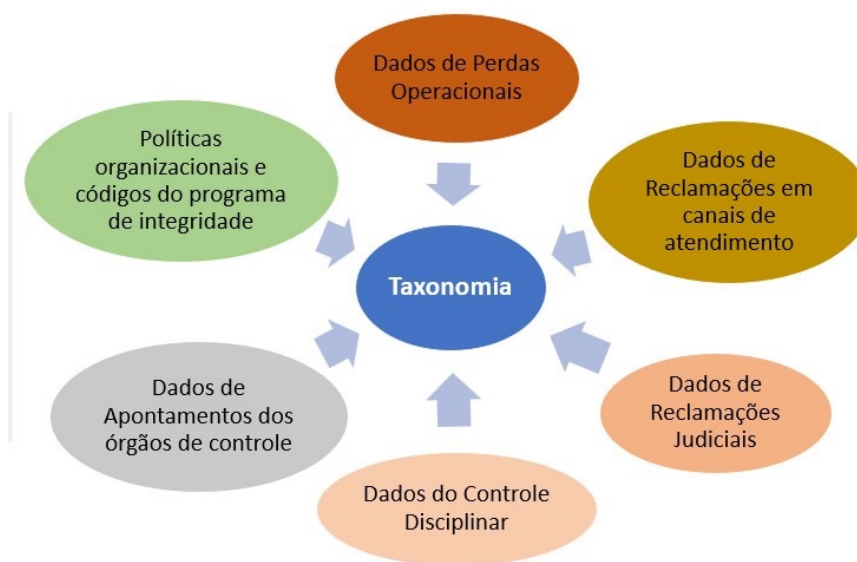 Dados de Perdas
Operacionais
Políticas
organizacionais e
códigos do programa
de integridade
Dados de
Reclamações em
canais de
atendimento
Taxonomia
Dados de
Apontamentos dos
órgãos de controle
Dados de
Reclamações
Judiciais
Dados do Controle
Disciplinar